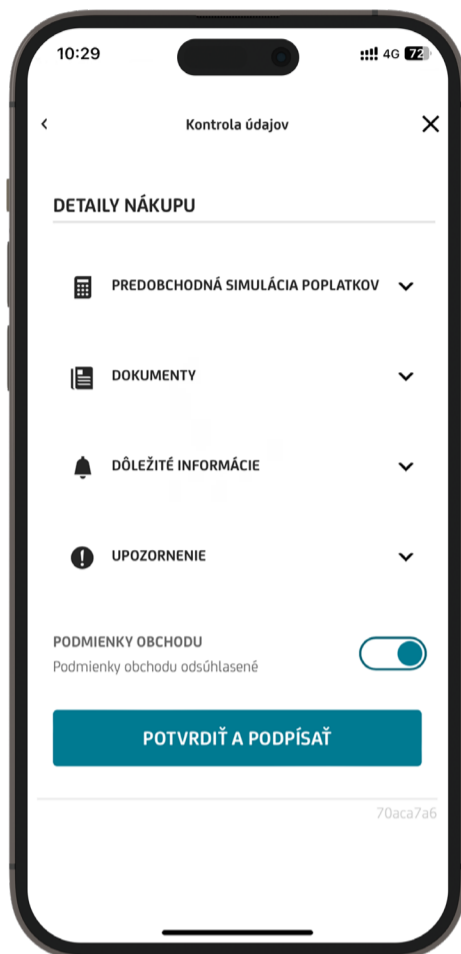 10:29
4G 72
Kontrola údajov
DETAILY NÁKUPU
PREDOBCHODNÁ SIMULÁCIA POPLATKOV
DOKUMENTY
DÔLEŽITÉ INFORMÁCIE
UPOZORNENIE
PODMIENKY OBCHODU
Podmienky obchodu odsúhlasené
POTVRDIŤ A PODPÍSAŤ
70aca7a6